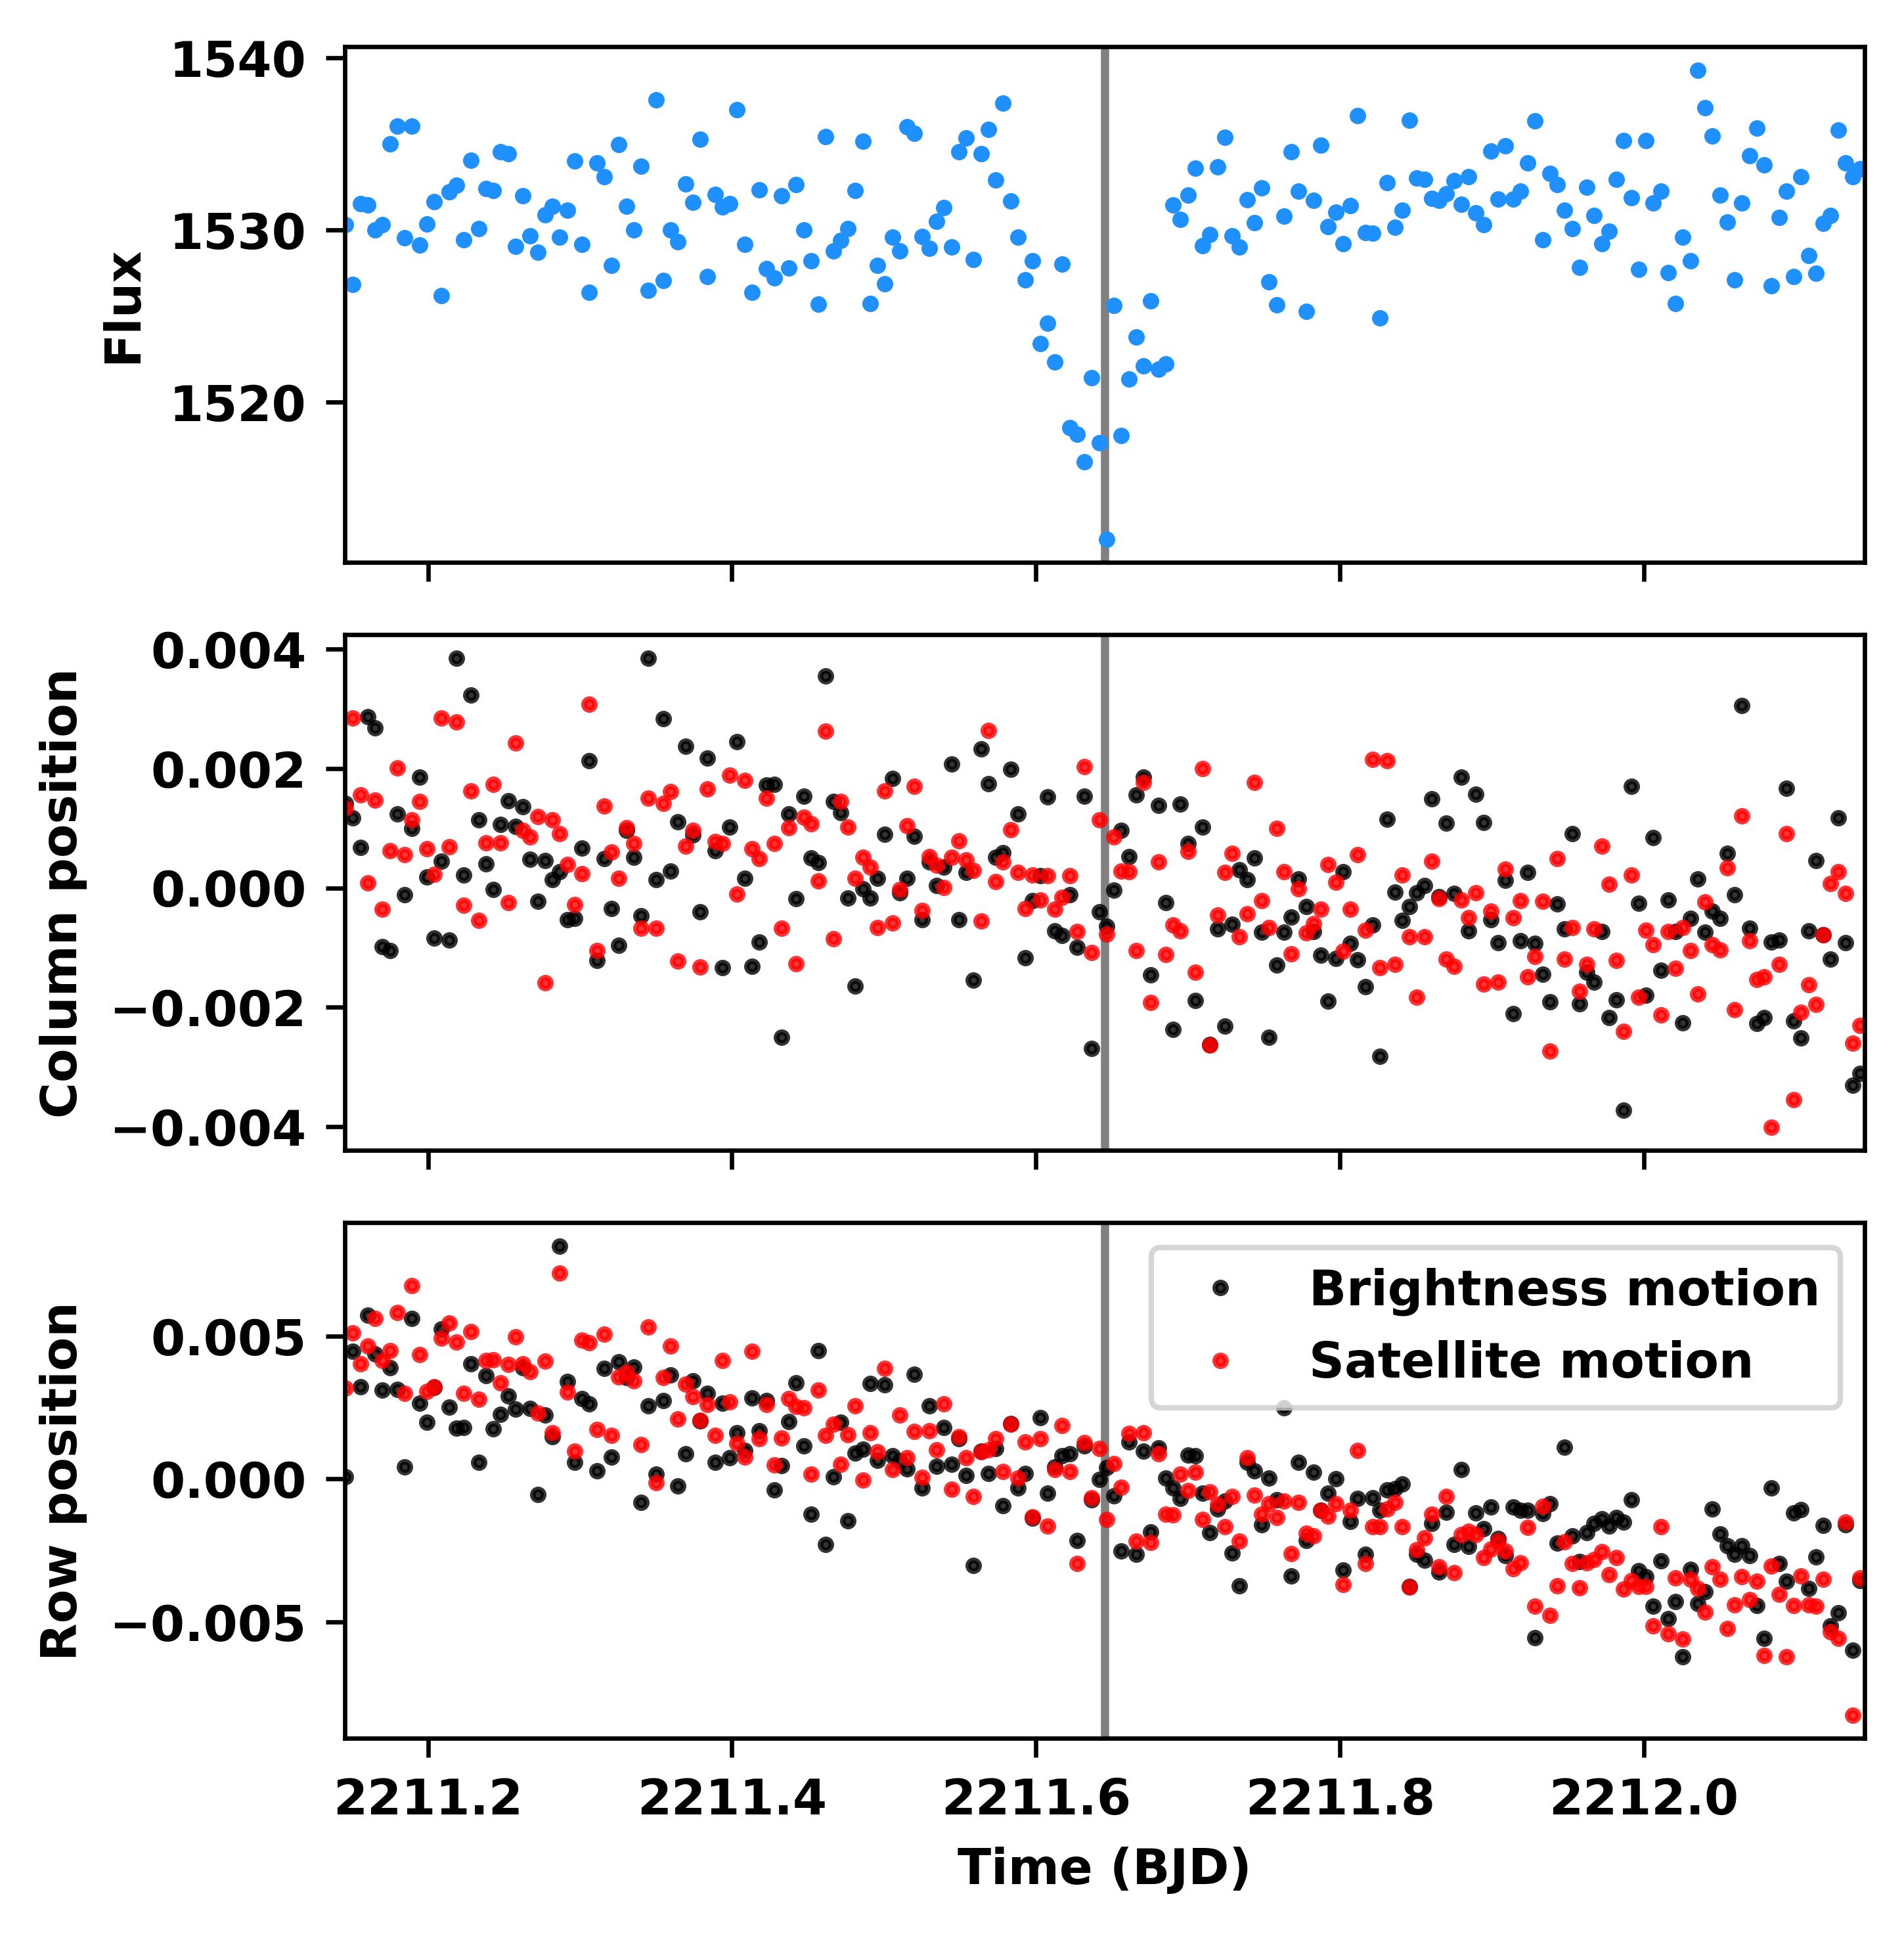 1540
1530
1520
Flux
0.004
0.002
0.000
−0.002
−0.004
Column position
Brightness motion
Satellite motion
0.005
0.000
−0.005
Row position
2211.2 2211.4 2211.6 2211.8 2212.0
Time (BJD)